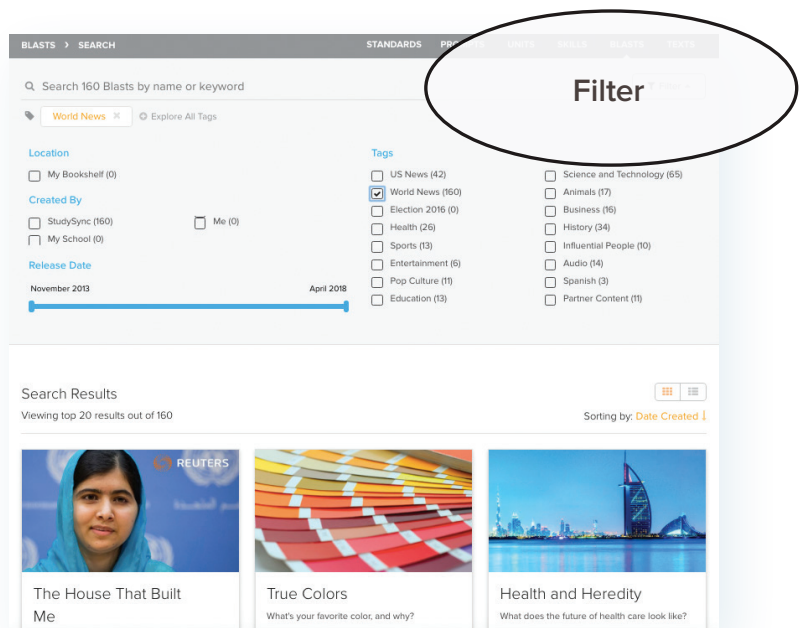 BLASTS > SEARCH
STANDARDS PROMPTS UNITS SKILLS BLASTS TEXTS
Filter
Search 160 Blasts by name or keyword
Filter
World News × Explore All Tags
Location
My Bookshelf (0)
Created By
StudySync (160) Me (0)
My School (0)
Release Date
November 2013 April 2018
Tags
US News (42)
World News (160)
Election 2016 (0)
Health (26)
Sports (13)
Entertainment (6)
Pop Culture (11)
Education (13)
Science and Technology (65)
Animals (17)
Business (16)
History (34)
Influential People (10)
Audio (14)
Spanish (3)
Partner Content (11)
Search Results
Viewing top 20 results out of 160
Sorting by: Date Created ↓
REUTERS
The House That Built
Me
True Colors
What's your favorite color, and why?
Health and Heredity
What does the future of health care look like?